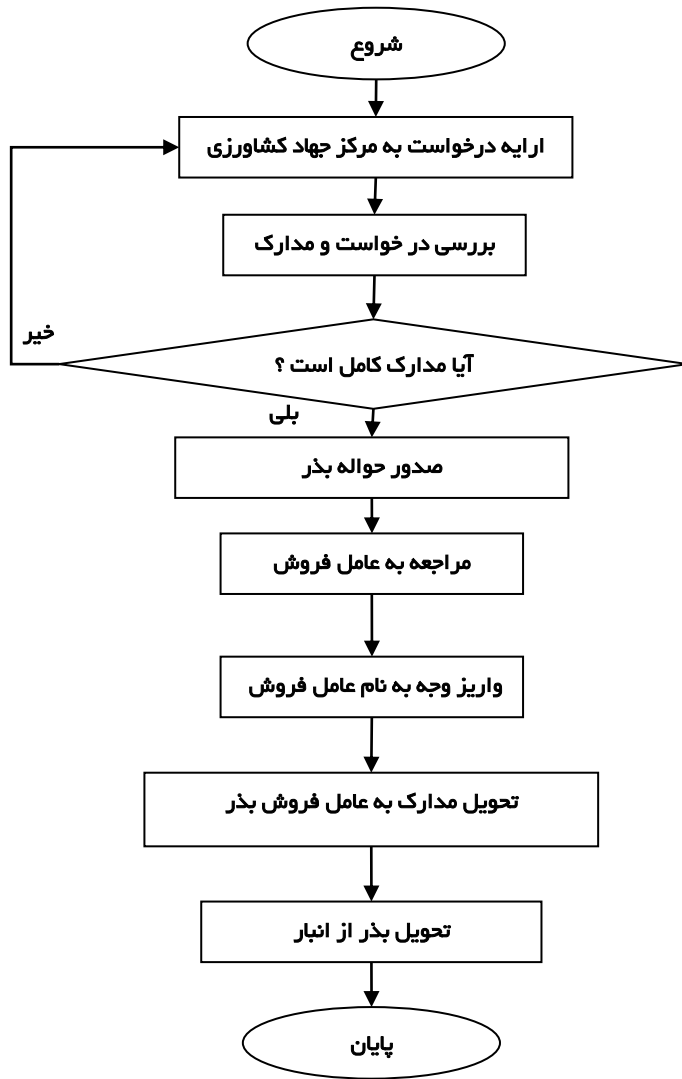 شروع
ارایه درخواست به مرکز جهاد کشاورزی
بررسی در خواست و مدارک
آیا مدارک کامل است ؟
خیر
بلی
صدور حواله بذر
مراجعه به عامل فروش
واریز وجه به نام عامل فروش
تحویل مدارک به عامل فروش بذر
تحویل بذر از انبار
پایان